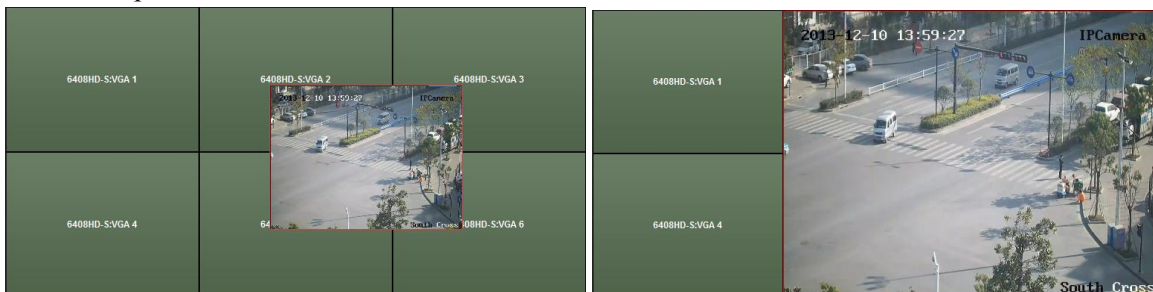 6408HD-S:VGA 1
6408HD-S:VGA 2
6408HD-S:VGA 3
2013-12-10 13:59:27
IPCamera
6408HD-S:VGA 4
64
South Cross
08HD-S:VGA 6
2013-12-10 13:59:27
IPCamera
6408HD-S:VGA 1
6408HD-S:VGA 4
South Cross